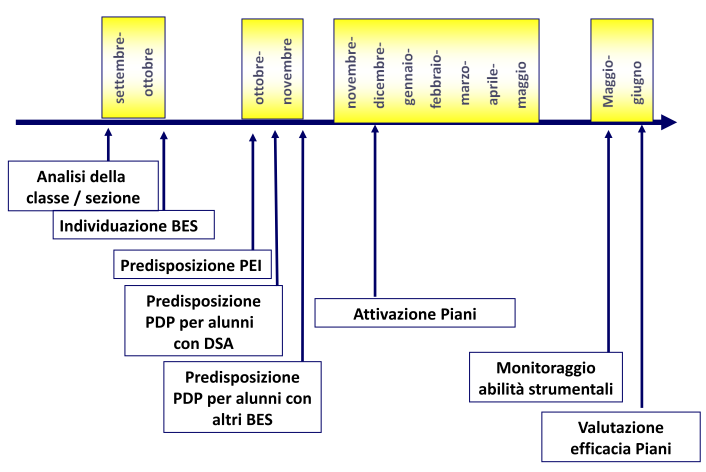 settembre-
ottobre
ottobre-
novembre
novembre-
dicembre-
gennaio-
febbraio-
marzo-
aprile-
maggio
Maggio-
giugno
Analisi della
classe / sezione
Individuazione BES
Predisposizione PEI
Predisposizione
PDP per alunni
con DSA
Predisposizione
PDP per alunni con
altri BES
Attivazione Piani
Monitoraggio
abilità strumentali
Valutazione
efficacia Piani